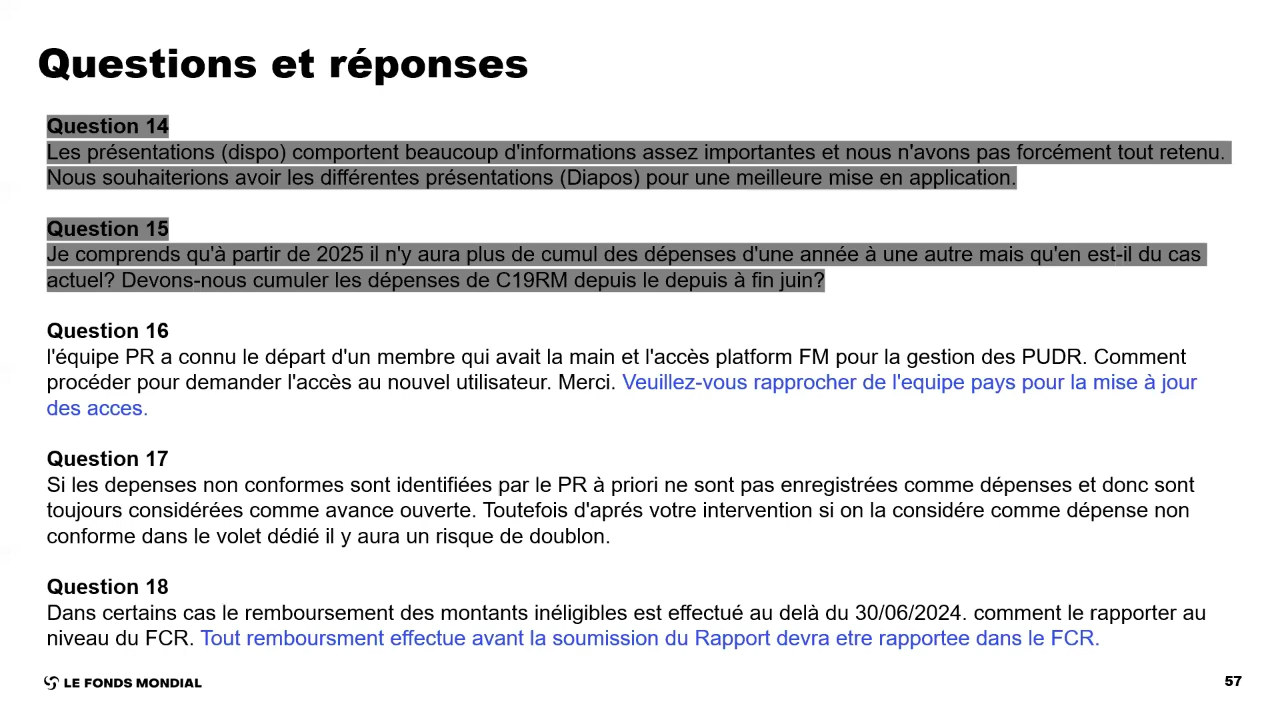 Questions et réponses
Question 14
Les présentations (dispo) comportent beaucoup d'informations assez importantes et nous n'avons pas forcément tout retenu.
Nous souhaiterions avoir les différentes présentations (Diapos) pour une meilleure mise en application.
Question 15
Je comprends qu'à partir de 2025 il n'y aura plus de cumul des dépenses d'une année à une autre mais qu'en est-il du cas
actuel? Devons-nous cumuler les dépenses de C19RM depuis le depuis à fin juin?
Question 16
l'équipe PR a connu le départ d'un membre qui avait la main et l'accès platform FM pour la gestion des PUDR. Comment
procéder pour demander l'accès au nouvel utilisateur. Merci. Veuillez-vous rapprocher de l'equipe pays pour la mise à jour
des acces.
Question 17
Si les depenses non conformes sont identifiées par le PR à priori ne sont pas enregistrées comme dépenses et donc sont
toujours considérées comme avance ouverte. Toutefois d'aprés votre intervention si on la considére comme dépense non
conforme dans le volet dédié il y aura un risque de doublon.
Question 18
Dans certains cas le remboursement des montants inéligibles est effectué au delà du 30/06/2024. comment le rapporter au
niveau du FCR. Tout remboursment effectue avant la soumission du Rapport devra etre rapportee dans le FCR.
LE FONDS MONDIAL
57